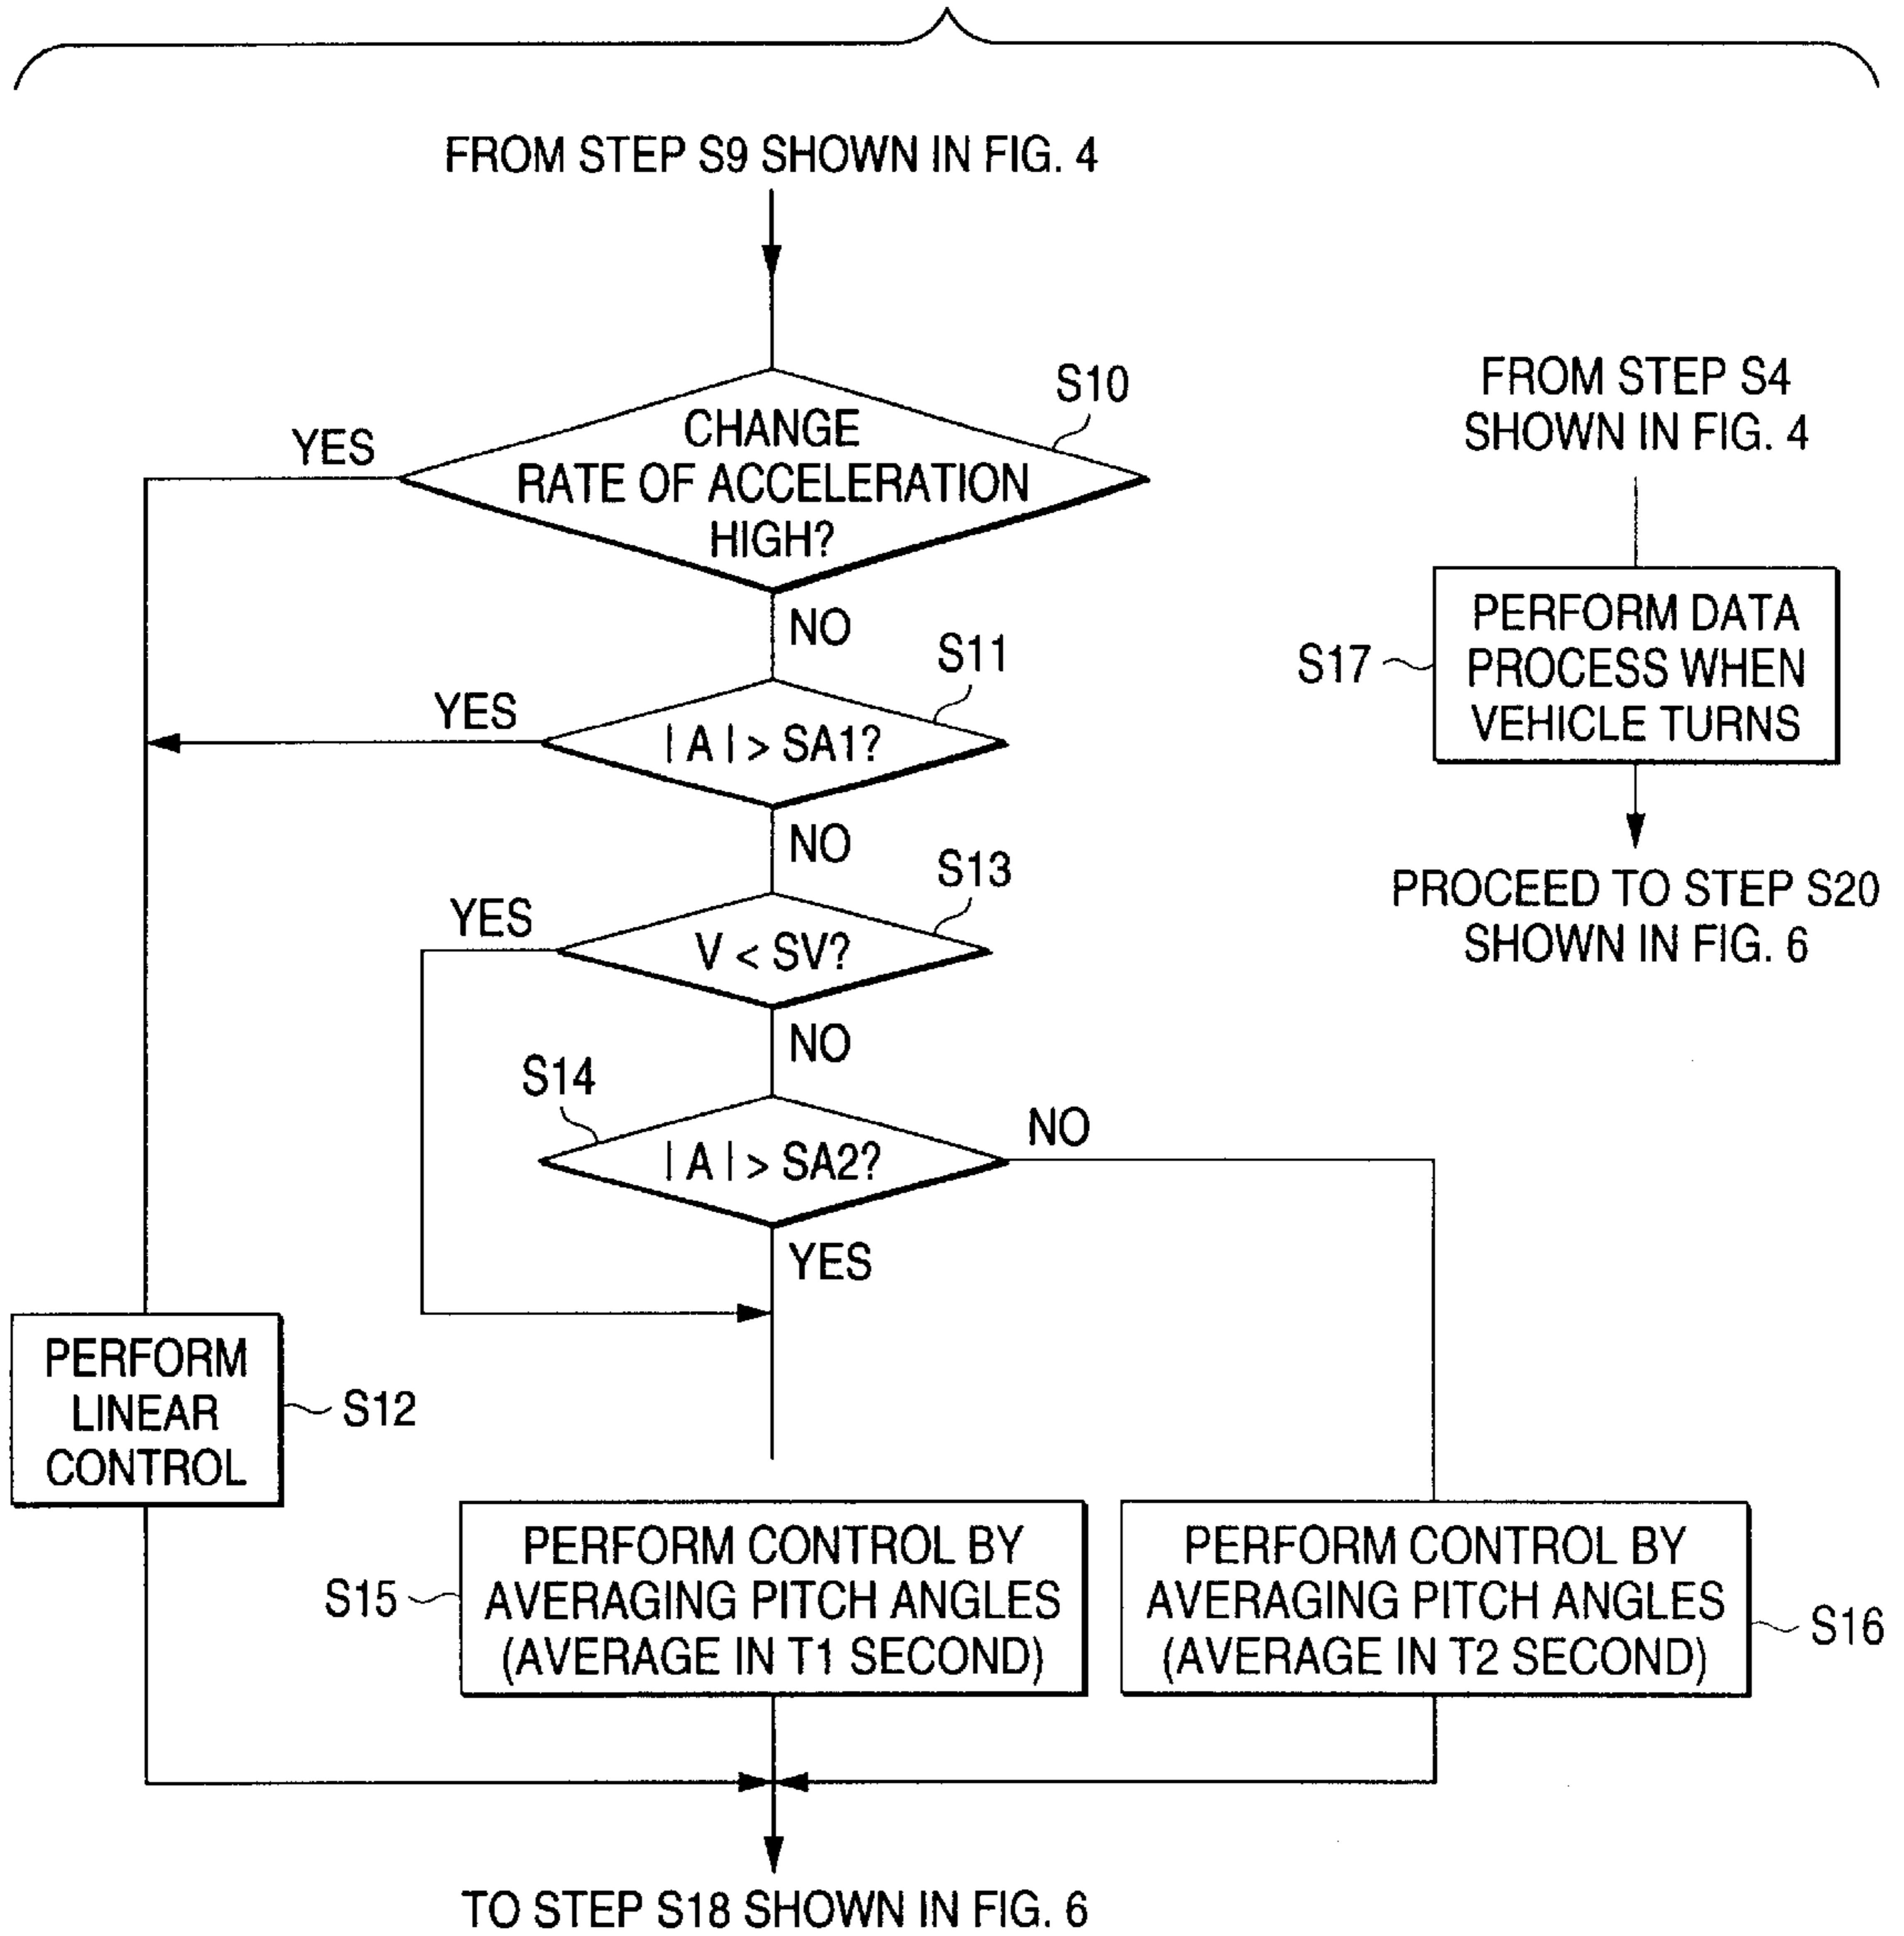 FROM STEP S9 SHOWN IN FIG. 4
S10
CHANGE
RATE OF ACCELERATION
HIGH?
YES
NO
S11
| A | > SA1?
YES
NO
S13
V < SV?
YES
NO
S14
| A | > SA2?
NO
YES
PERFORM
LINEAR
CONTROL
S12
S15
PERFORM CONTROL BY
AVERAGING PITCH ANGLES
(AVERAGE IN T1 SECOND)
PERFORM CONTROL BY
AVERAGING PITCH ANGLES
(AVERAGE IN T2 SECOND)
S16
TO STEP S18 SHOWN IN FIG. 6
FROM STEP S4
SHOWN IN FIG. 4
S17
PERFORM DATA
PROCESS WHEN
VEHICLE TURNS
PROCEED TO STEP S20
SHOWN IN FIG. 6